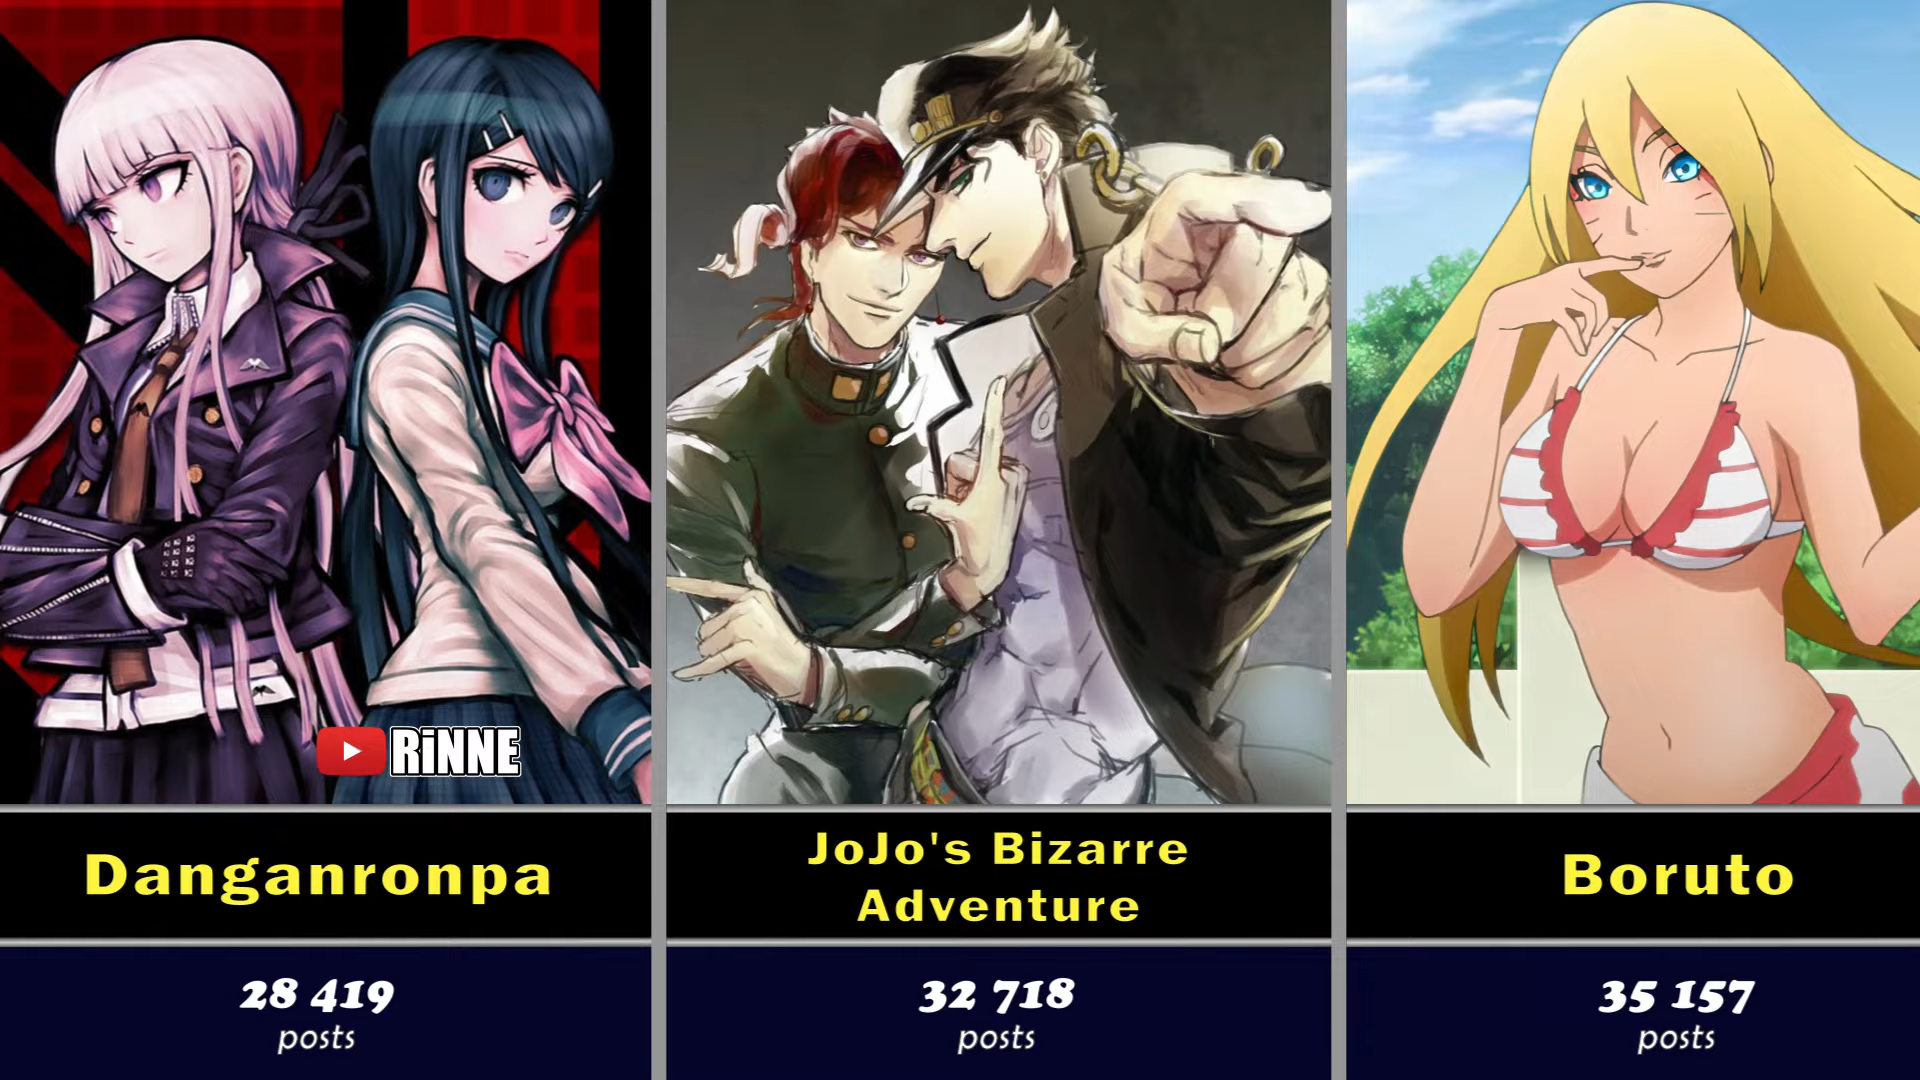 RiNNE
Danganronpa
28 419
posts
JoJo's Bizarre
Adventure
32 718
posts
Boruto
35 157
posts